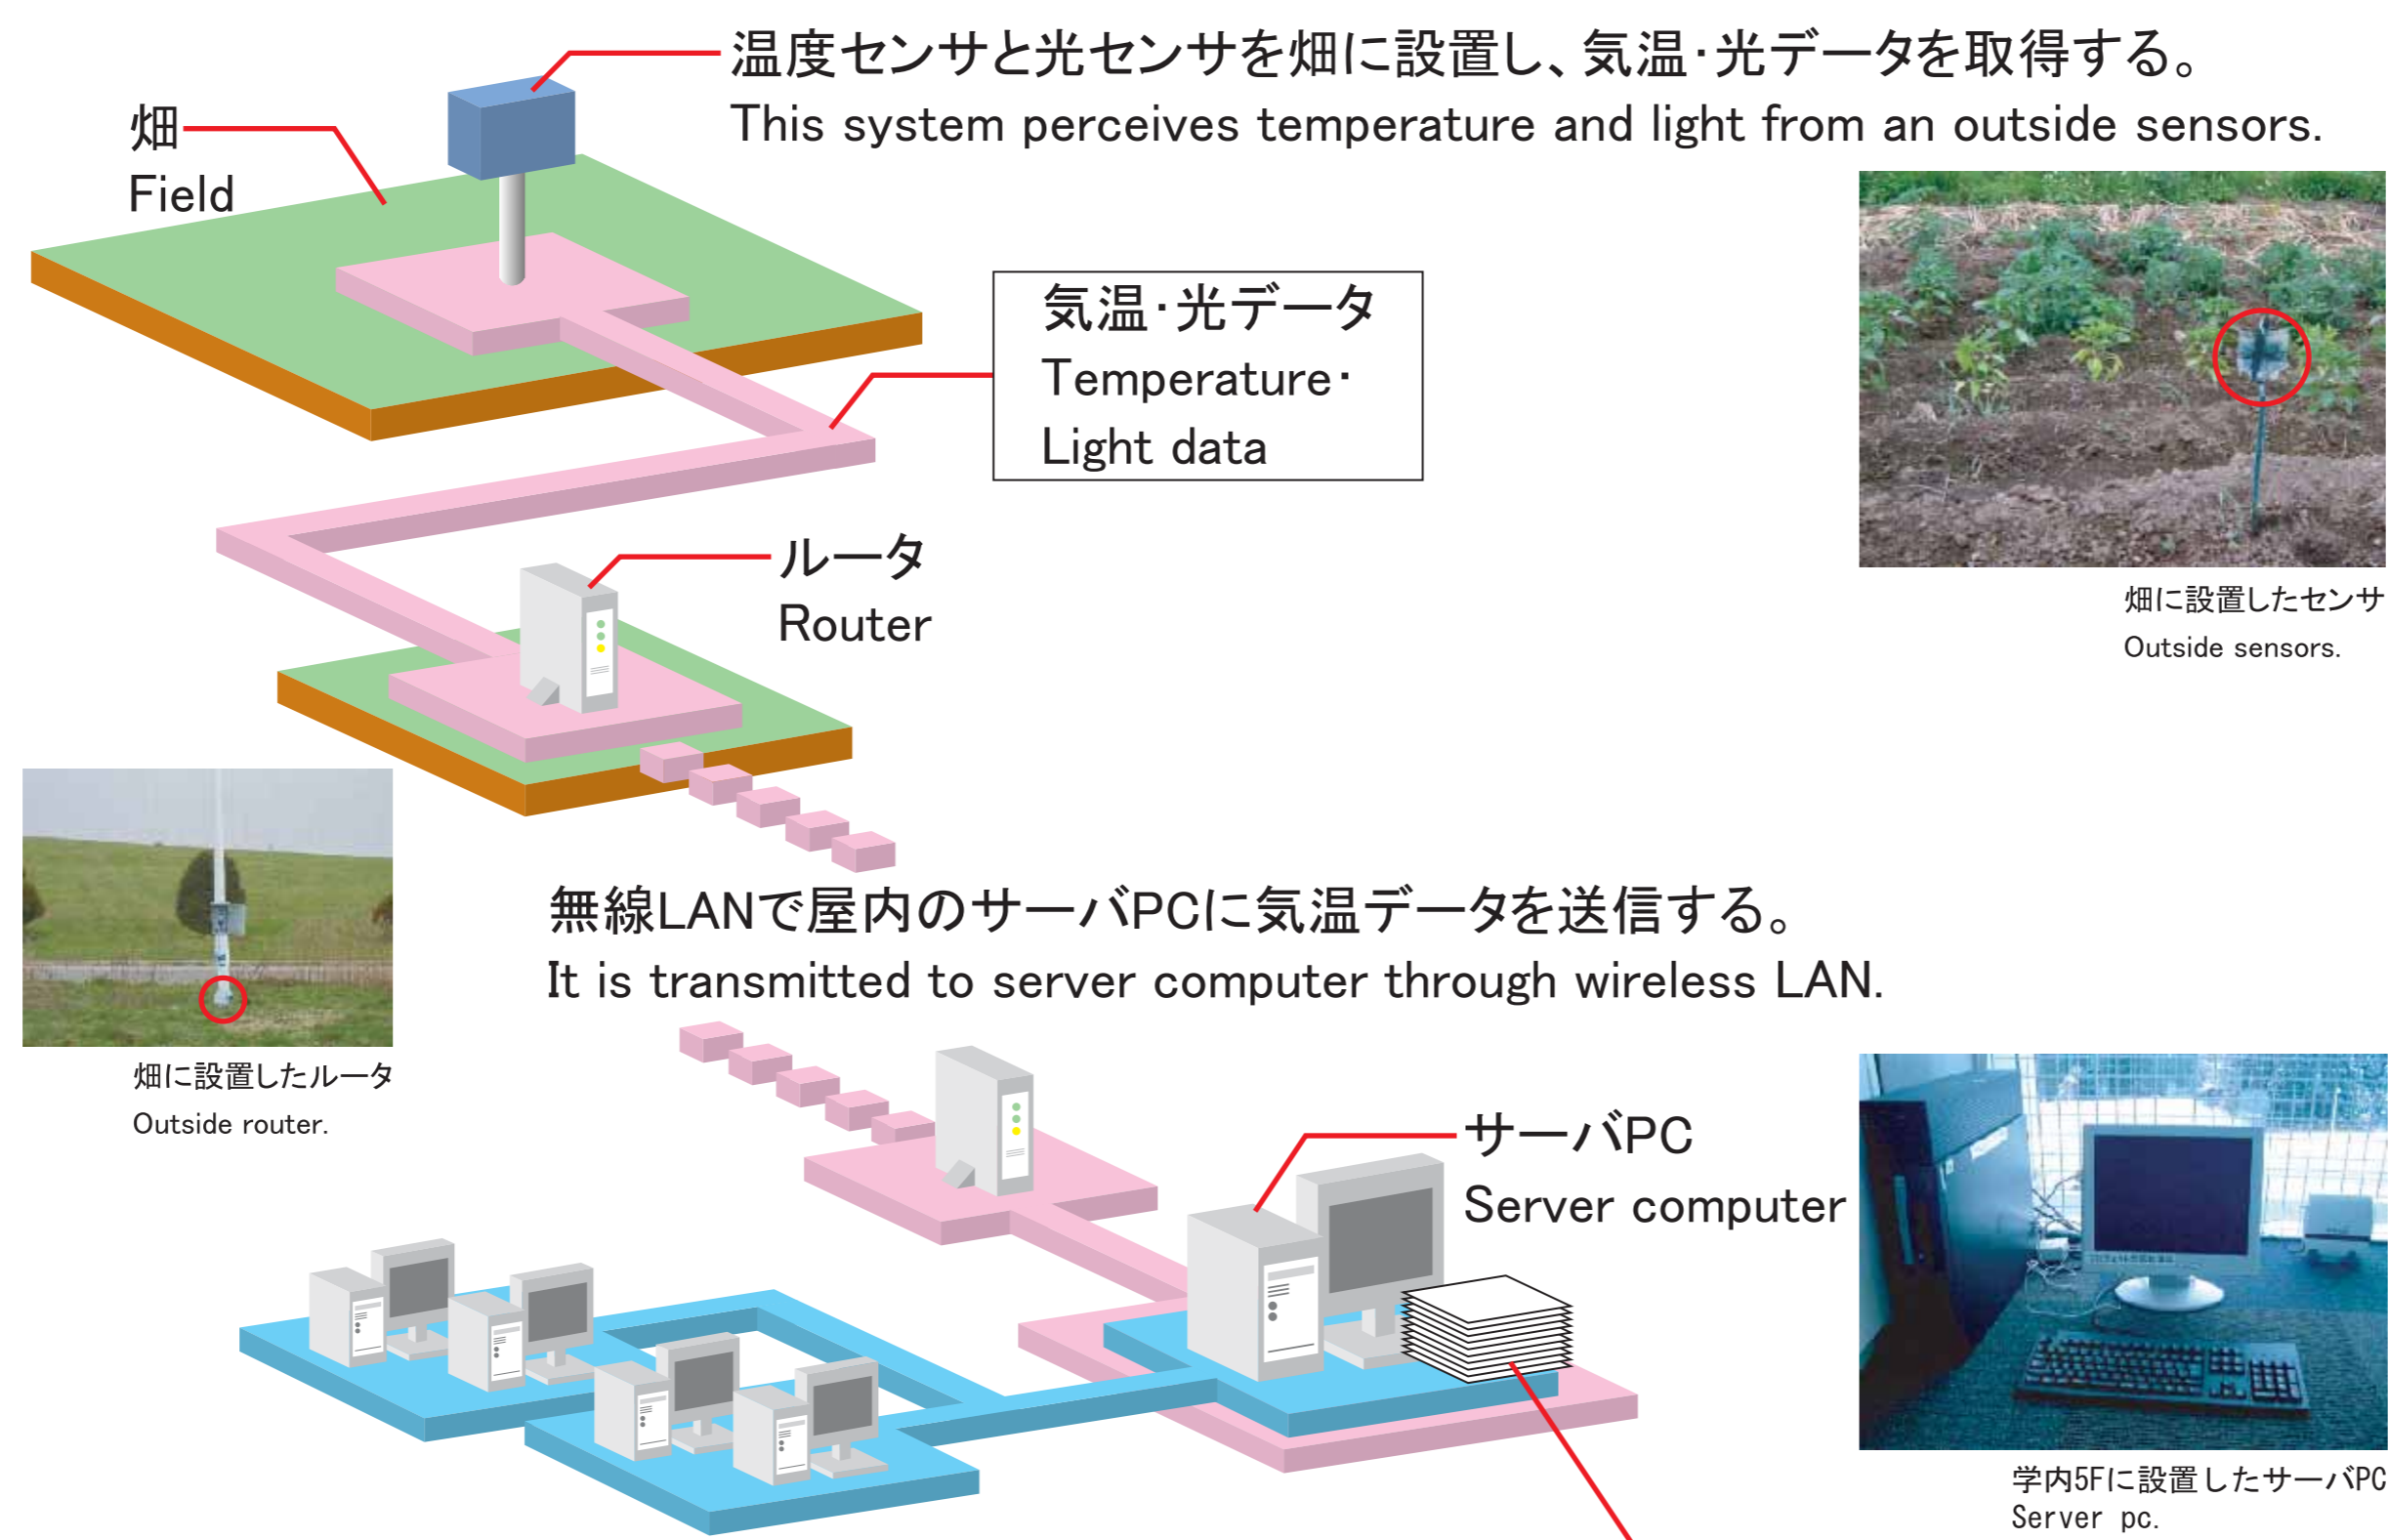 温度センサと光センサを畑に設置し、気温・光データを取得する。
This system perceives temperature and light from an outside sensors.
畑
Field
気温・光データ
Temperature・
Light data
ルータ
Router
畑に設置したセンサ
Outside sensors.
無線LANで屋内のサーバPCに気温データを送信する。
It is transmitted to server computer through wireless LAN.
畑に設置したルータ
Outside router.
サーバPC
Server computer
学内5Fに設置したサーバPC
Server pc.